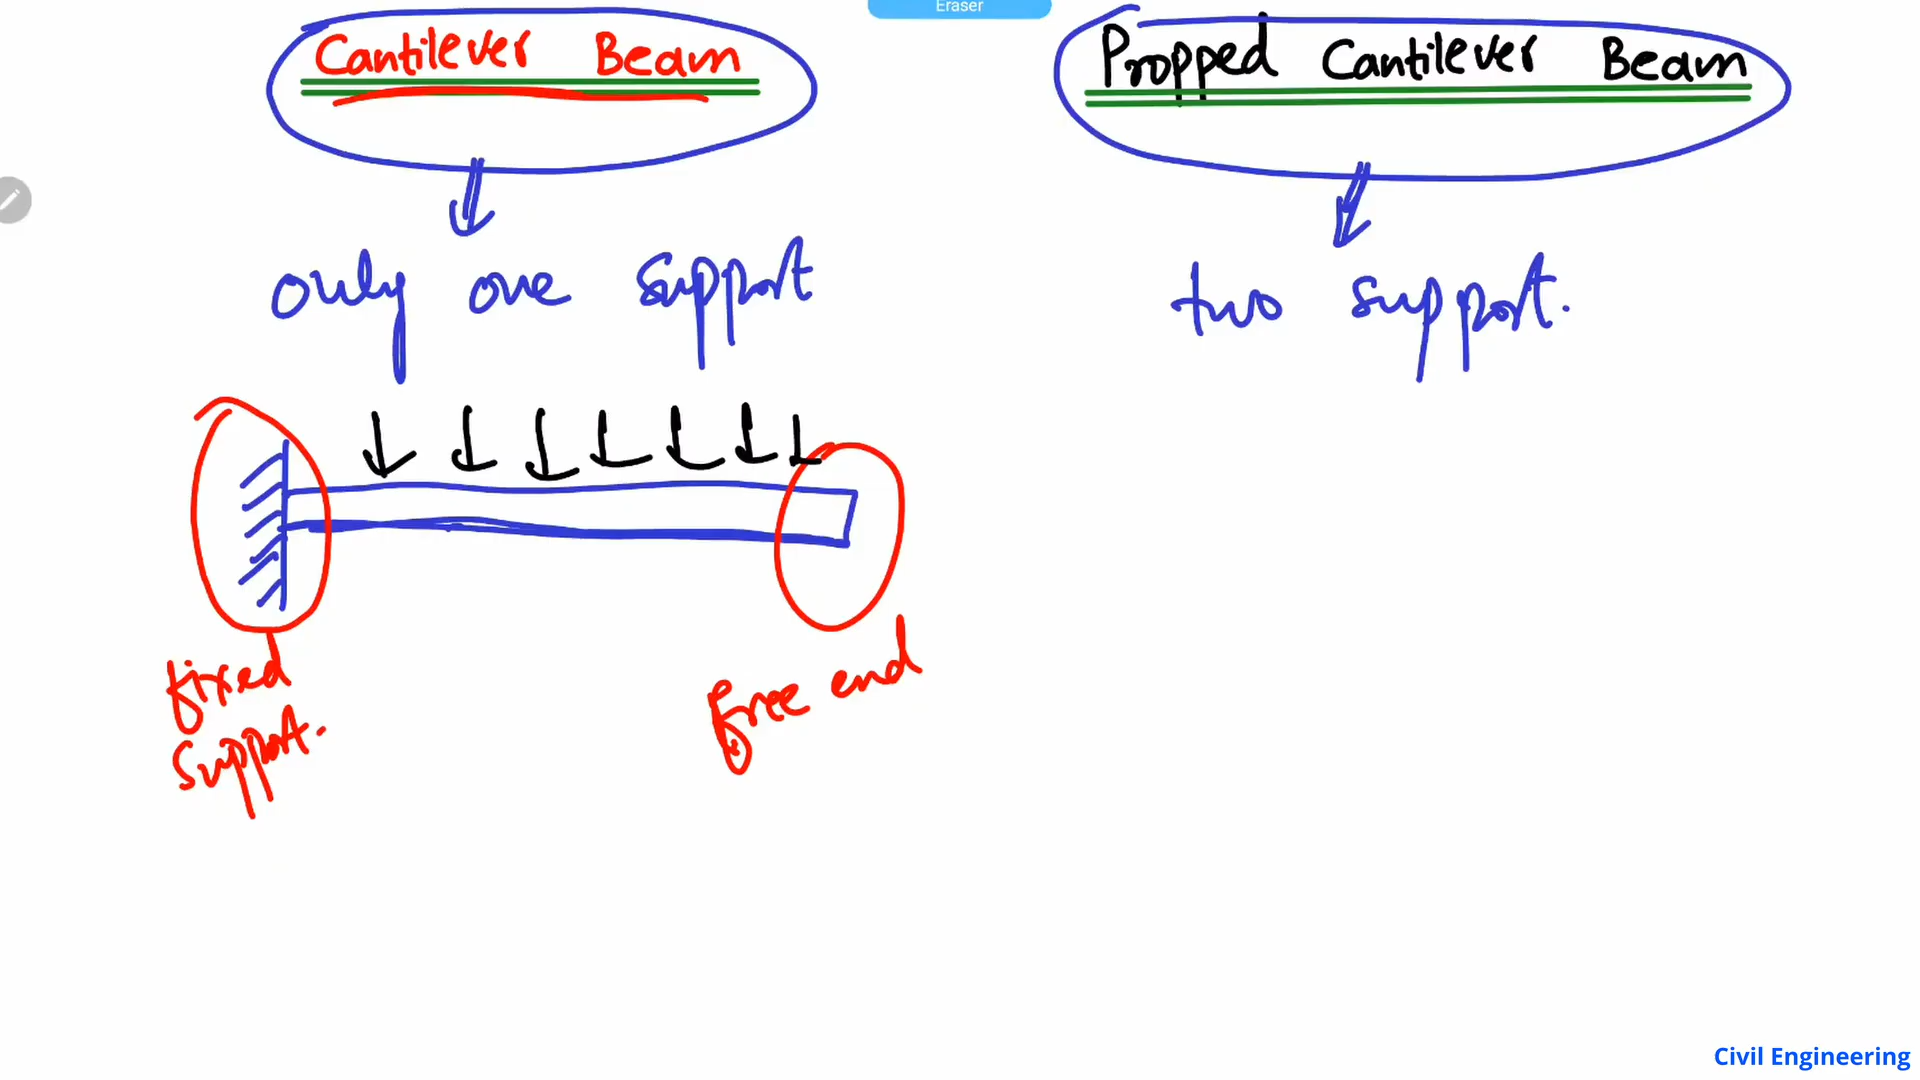 Eraser
Cantilever Beam
Propped Cantilever Beam
only one support
two support.
fixed
support.
free end
Civil Engineering